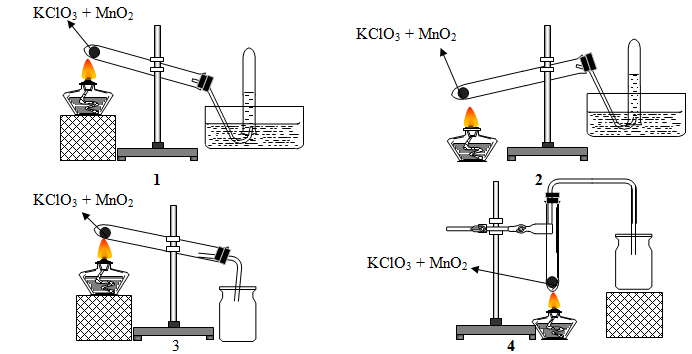 KClO₃ + MnO₂
1
KClO₃ + MnO₂
2
KClO₃ + MnO₂
3
KClO₃ + MnO₂
4